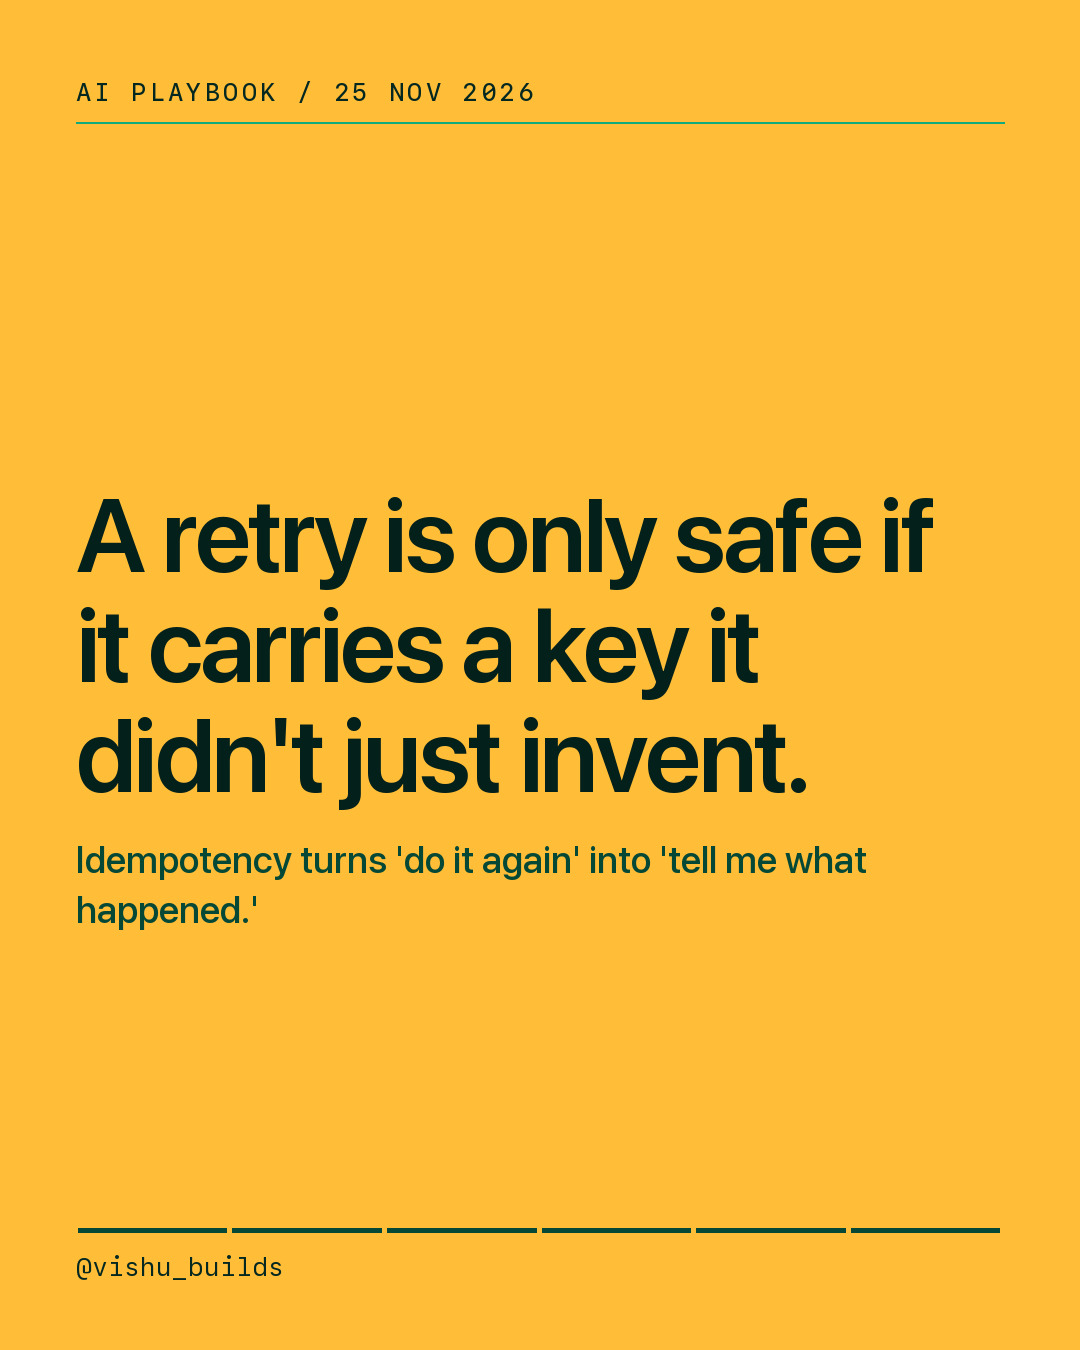 AI PLAYBOOK / 25 NOV 2026
A retry is only safe if
it carries a key it
didn't just invent.
Idempotency turns 'do it again' into 'tell me what
happened.'
@vishu_builds